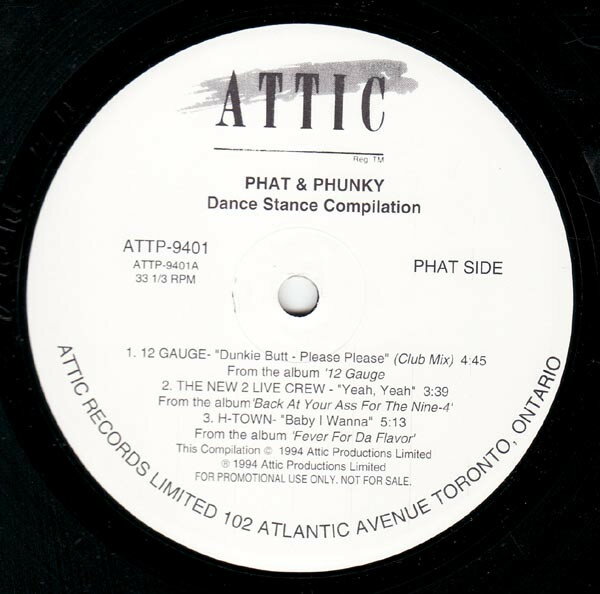 ATTIC
Reg TM
PHAT & PHUNKY
Dance Stance Compilation
ATTP-9401
ATTP-9401A
33 1/3 RPM
PHAT SIDE
1. 12 GAUGE- "Dunkie Butt - Please Please" (Club Mix) 4:45
From the album '12 Gauge
2. THE NEW 2 LIVE CREW - "Yeah, Yeah" 3:39
From the album'Back At Your Ass For The Nine-4'
3. H-TOWN- "Baby I Wanna" 5:13
From the album 'Fever For Da Flavor'
This Compilation © 1994 Attic Productions Limited
℗ 1994 Attic Productions Limited
FOR PROMOTIONAL USE ONLY. NOT FOR SALE.
ATTIC RECORDS LIMITED 102 ATLANTIC AVENUE TORONTO, ONTARIO